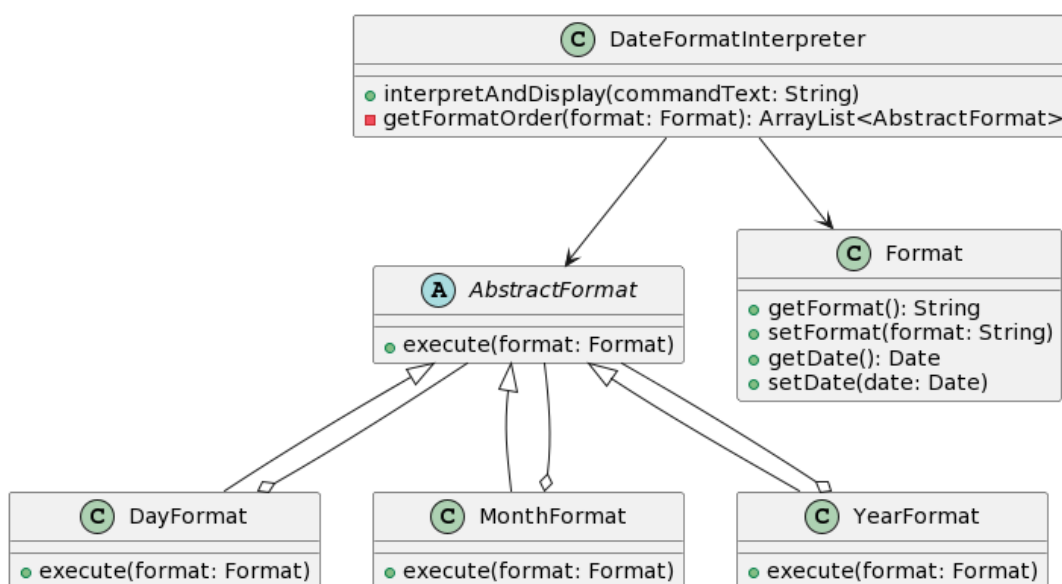 C DateFormatInterpreter
interpretAndDisplay(commandText: String)
getFormatOrder(format: Format): ArrayList<AbstractFormat>
A AbstractFormat
execute(format: Format)
C Format
getFormat(): String
setFormat(format: String)
getDate(): Date
setDate(date: Date)
C DayFormat
execute(format: Format)
C MonthFormat
execute(format: Format)
C YearFormat
execute(format: Format)